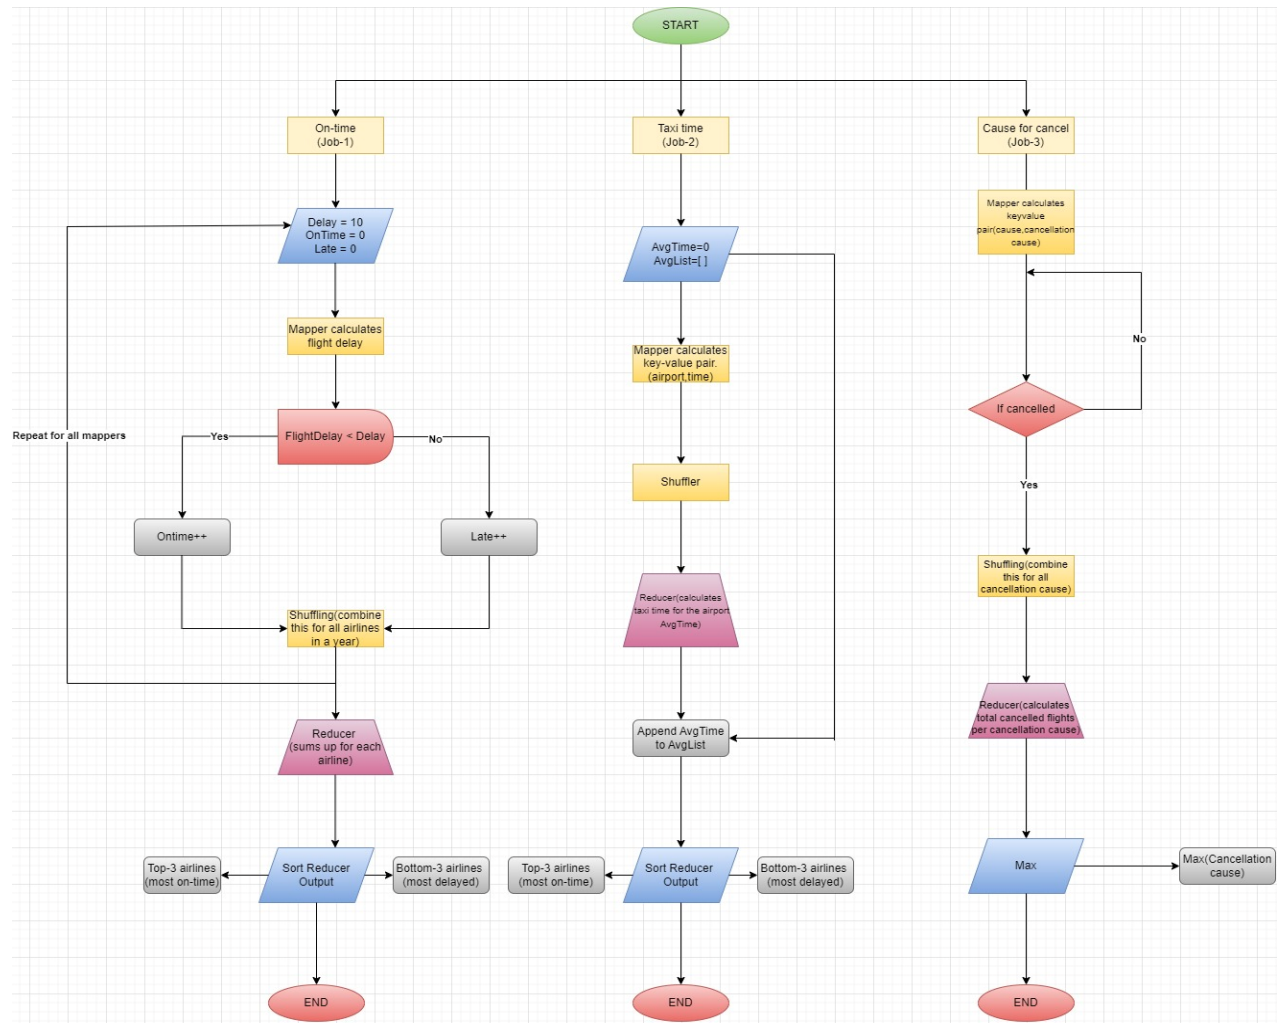 START
On-time
(Job-1)
Taxi time
(Job-2)
Cause for cancel
(Job-3)
Mapper calculates
keyvalue
pair(cause,cancellation
cause)
Delay = 10
OnTime = 0
Late = 0
AvgTime=0
AvgList=[ ]
Mapper calculates
flight delay
No
Mapper calculates
key-value pair.
(airport,time)
If cancelled
Repeat for all mappers
Yes
FlightDelay < Delay
No
Shuffler
Yes
Ontime++
Late++
Shuffling(combine
this for all
cancellation cause)
Shuffling(combine
this for all airlines
in a year)
Reducer(calculates
taxi time for the airport
AvgTime)
Reducer(calculates
total cancelled flights
per cancellation cause)
Reducer
(sums up for each
airline)
Append AvgTime
to AvgList
Top-3 airlines
(most on-time)
Sort Reducer
Output
Bottom-3 airlines
(most delayed)
Top-3 airlines
(most on-time)
Sort Reducer
Output
Bottom-3 airlines
(most delayed)
Max
Max(Cancellation
cause)
END
END
END